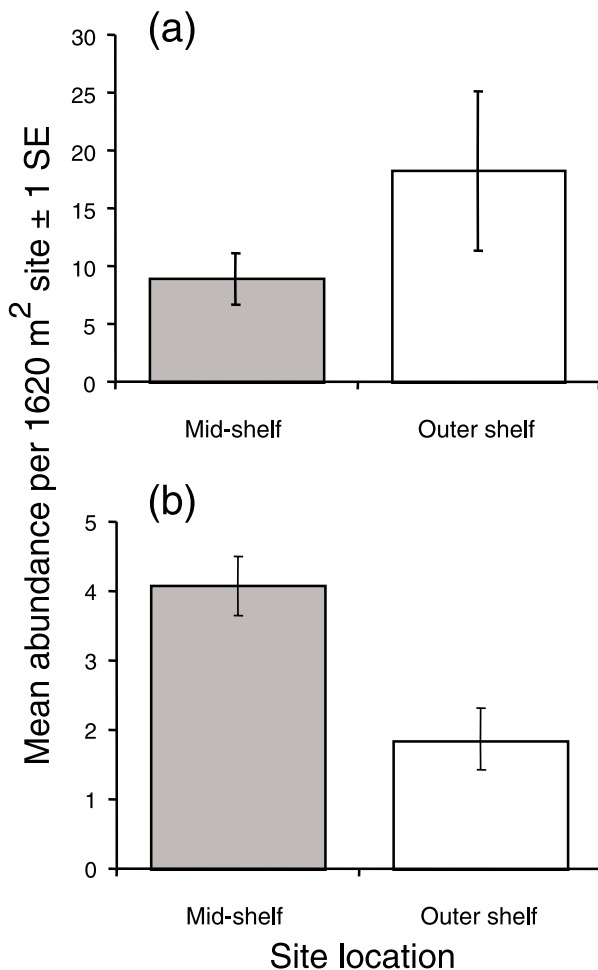 (a)
30
25
20
15
10
5
0
Mid-shelf Outer shelf
Mean abundance per 1620 m² site ± 1 SE
(b)
5
4
3
2
1
0
Mid-shelf Outer shelf
Site location